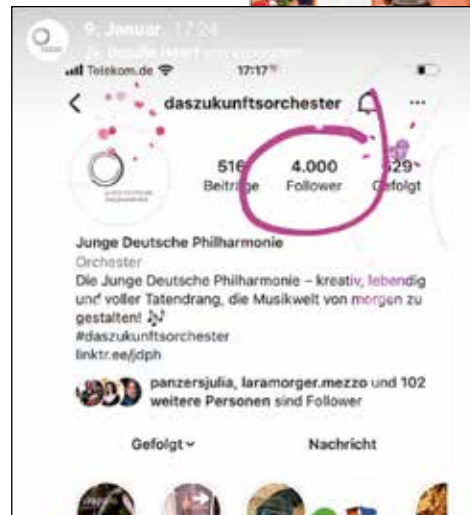 9. Januar 17:24
Telekom.de 17:17
daszukunftsorchester
516 4.000 529
Beiträge Follower Gefolgt
Junge Deutsche Philharmonie
Orchester
Die Junge Deutsche Philharmonie – kreativ, lebendig
und voller Tatendrang, die Musikwelt von morgen zu
gestalten!
#daszukunftsorchester
linktr.ee/jdph
panzersjulia, laramorger.mezzo und 102
weitere Personen sind Follower
Gefolgt Nachricht